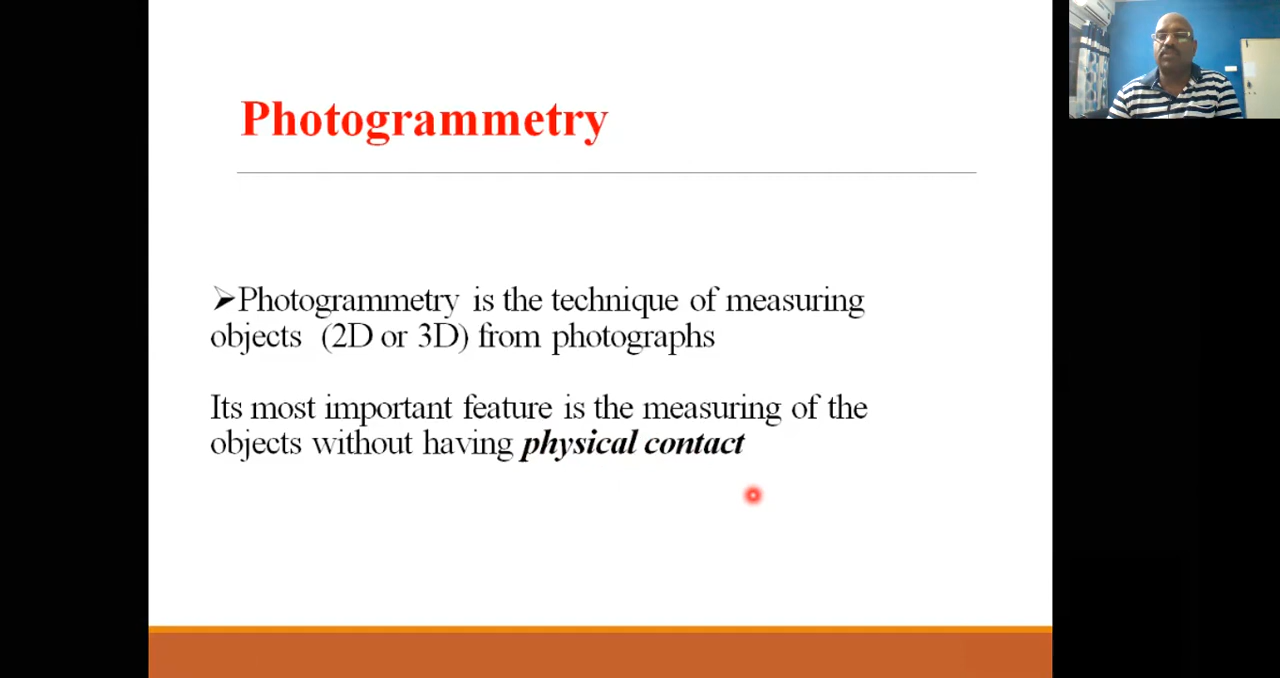 Photogrammetry
➢Photogrammetry is the technique of measuring
objects (2D or 3D) from photographs
Its most important feature is the measuring of the
objects without having physical contact